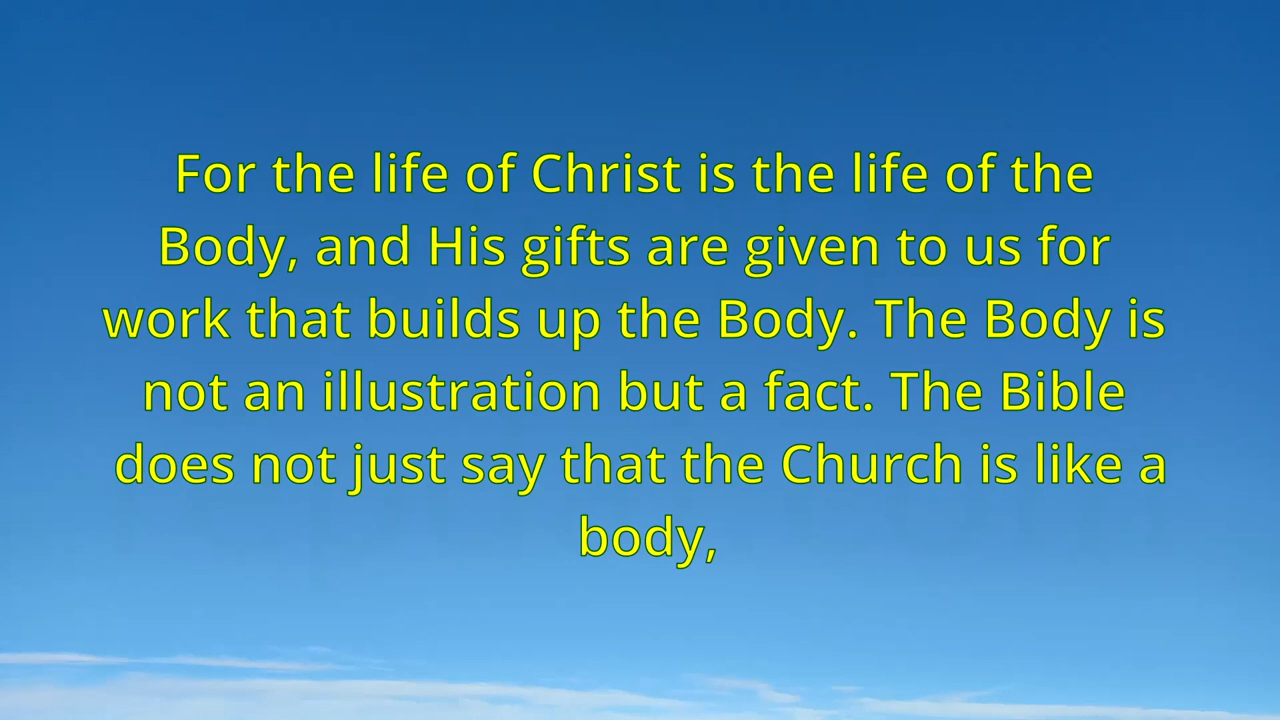 For the life of Christ is the life of the
Body, and His gifts are given to us for
work that builds up the Body. The Body is
not an illustration but a fact. The Bible
does not just say that the Church is like a
body,